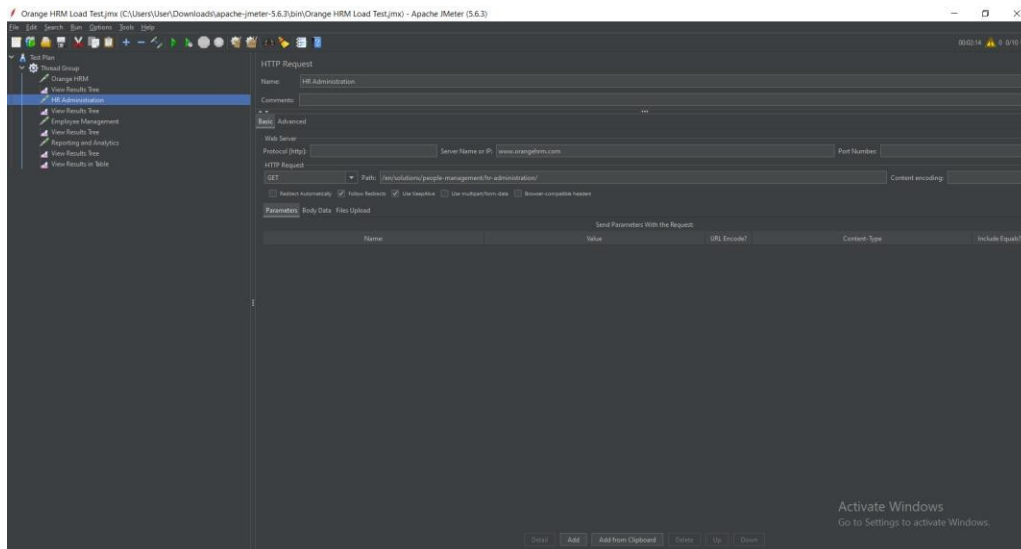 Orange HRM Load Test.jmx (C:\Users\User\Downloads\apache-jmeter-5.6.3\bin\Orange HRM Load Test.jmx) - Apache JMeter (5.6.3)
File Edit Search Run Options Tools Help
00:02:14 0 0/10
Test Plan
Thread Group
Orange HRM
View Results Tree
HR Administration
View Results Tree
Employee Management
View Results Tree
Reporting and Analytics
View Results Tree
View Results in Table
HTTP Request
Name: HR Administration
Comments:
Basic Advanced
Web Server
Protocol [http]: Server Name or IP: www.orangehrm.com Port Number:
HTTP Request
GET Path: /en/solutions/people-management/hr-administration/ Content encoding:
Redirect Automatically Follow Redirects Use KeepAlive Use multipart/form-data Browser-compatible headers
Parameters Body Data Files Upload
Send Parameters With the Request:
Name: Value URL Encode? Content-Type Include Equals?
Activate Windows
Go to Settings to activate Windows.
Detail Add Add from Clipboard Delete Up Down